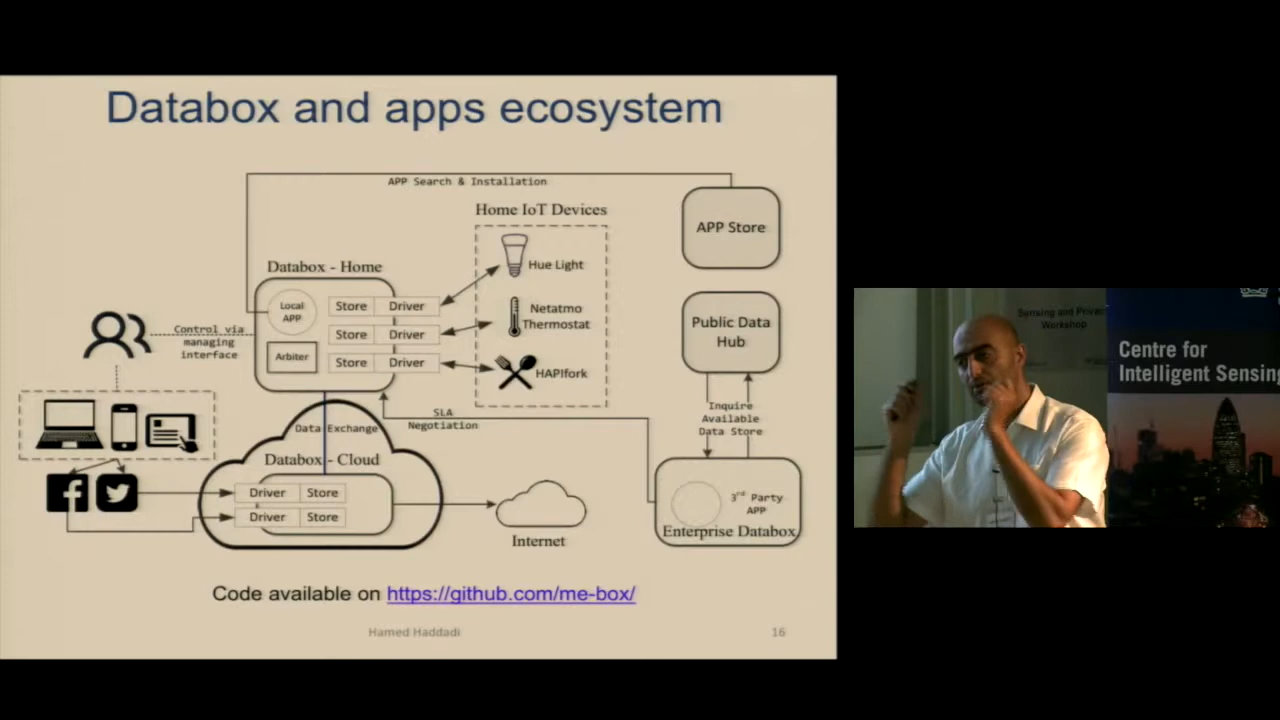 Databox and apps ecosystem
APP Search & Installation
Home IoT Devices
APP Store
Hue Light
Databox - Home
Local
APP
Store Driver
Store Driver
Arbiter
Store Driver
Netatmo
Thermostat
HAPIfork
Public Data
Hub
Control via
managing
interface
SLA
Negotiation
Inquire
Available
Data Store
Data Exchange
Databox - Cloud
Driver Store
Driver Store
Internet
3rd Party
APP
Enterprise Databox
Code available on https://github.com/me-box/
Hamed Haddadi
16
Sensing and Privacy
Workshop
Centre for
Intelligent Sensing